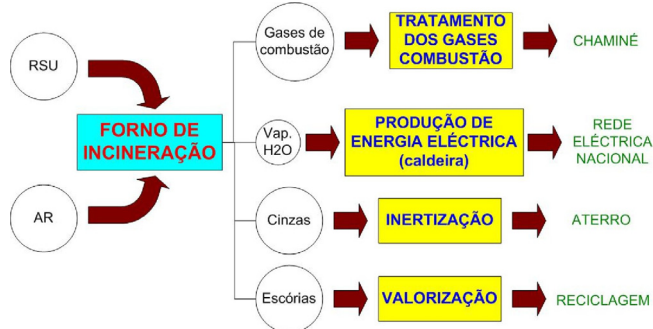 RSU
AR
FORNO DE
INCINERAÇÃO
Gases de
combustão
TRATAMENTO
DOS GASES
COMBUSTÃO
CHAMINÉ
Vap.
H2O
PRODUÇÃO DE
ENERGIA ELÉCTRICA
(caldeira)
REDE
ELÉCTRICA
NACIONAL
Cinzas
INERTIZAÇÃO
ATERRO
Escórias
VALORIZAÇÃO
RECICLAGEM